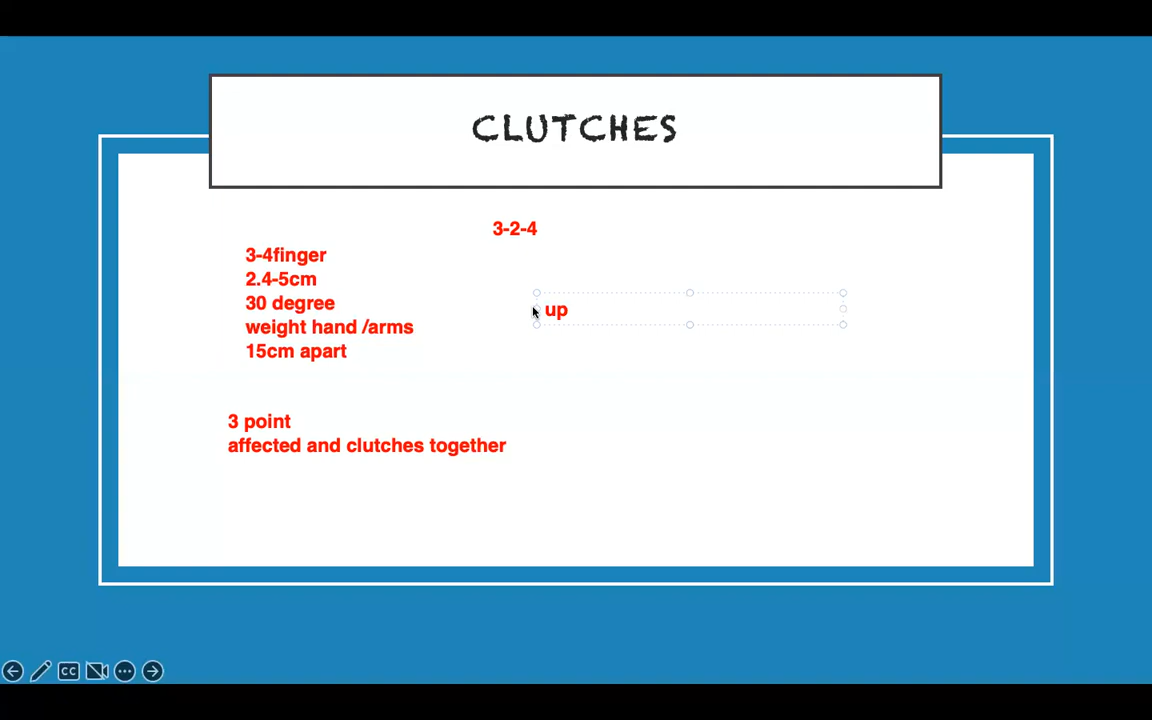 CLUTCHES
3-2-4
3-4finger
2.4-5cm
30 degree
weight hand /arms
15cm apart
up
3 point
affected and clutches together
CC